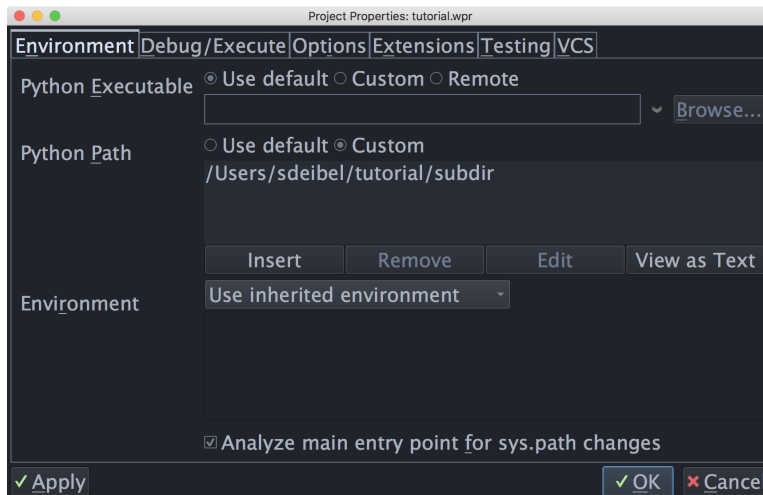 Project Properties: tutorial.wpr
Environment Debug/Execute Options Extensions Testing VCS
Python Executable Use default Custom Remote
Browse...
Python Path Use default Custom
/Users/sdeibel/tutorial/subdir
Insert Remove Edit View as Text
Environment Use inherited environment
Analyze main entry point for sys.path changes
Apply OK Cance